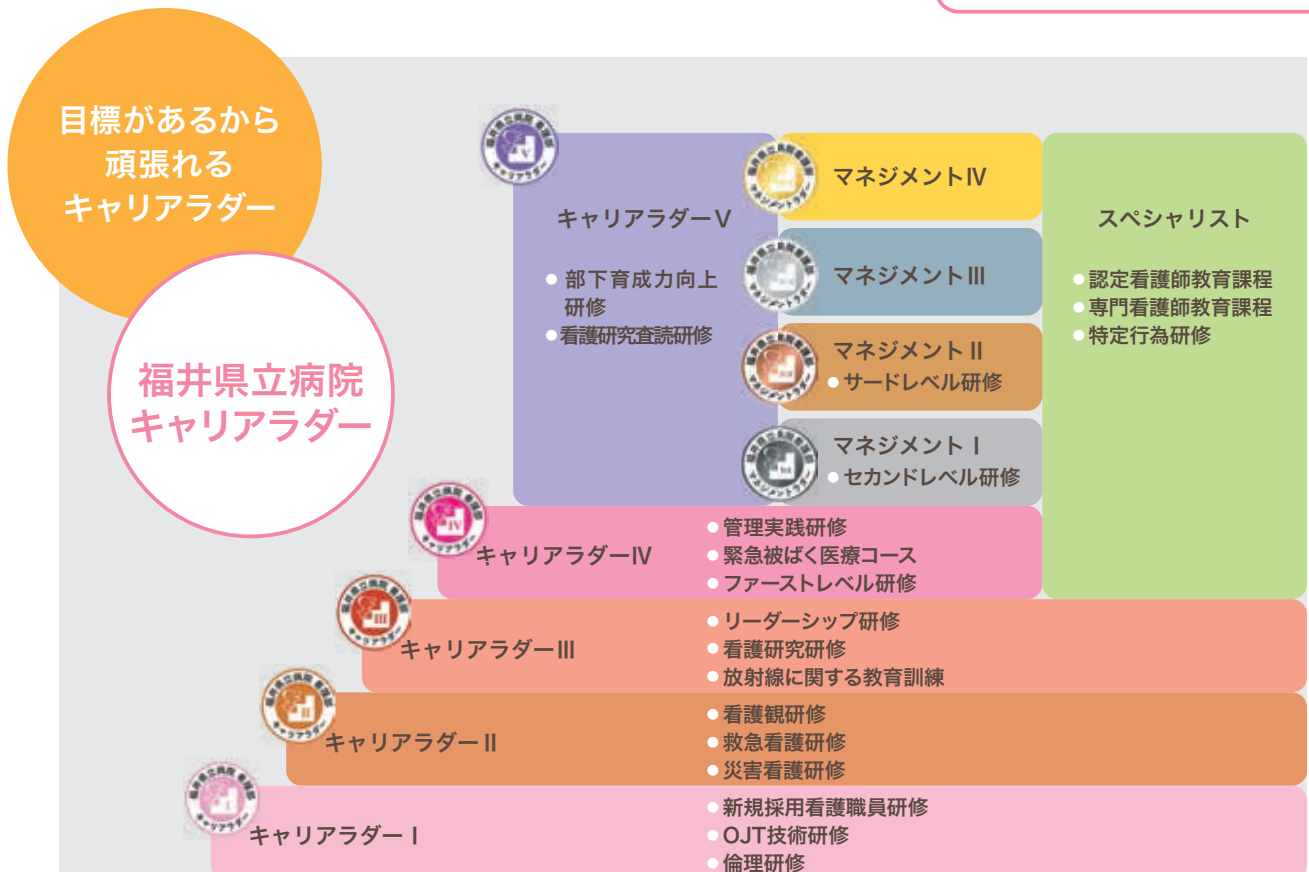 目標があるから
頑張れる
キャリアラダー
福井県立病院
キャリアラダー
キャリアラダーⅤ
● 部下育成力向上
研修
● 看護研究査読研修
マネジメントⅣ
マネジメントⅢ
マネジメントⅡ
● サードレベル研修
マネジメントⅠ
● セカンドレベル研修
スペシャリスト
● 認定看護師教育課程
● 専門看護師教育課程
● 特定行為研修
キャリアラダーⅣ
● 管理実践研修
● 緊急被ばく医療コース
● ファーストレベル研修
キャリアラダーⅢ
● リーダーシップ研修
● 看護研究研修
● 放射線に関する教育訓練
キャリアラダーⅡ
● 看護観研修
● 救急看護研修
● 災害看護研修
キャリアラダーⅠ
● 新規採用看護職員研修
● OJT技術研修
● 倫理研修